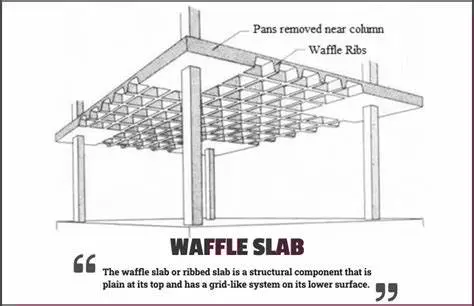 Pans removed near column
Waffle Ribs
WAFFLE SLAB
“ The waffle slab or ribbed slab is a structural component that is
plain at its top and has a grid-like system on its lower surface. ”